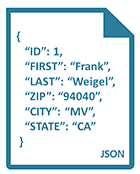 {
"ID": 1,
"FIRST": "Frank",
"LAST": "Weigel",
"ZIP": "94040",
"CITY": "MV",
"STATE": "CA"
}
JSON